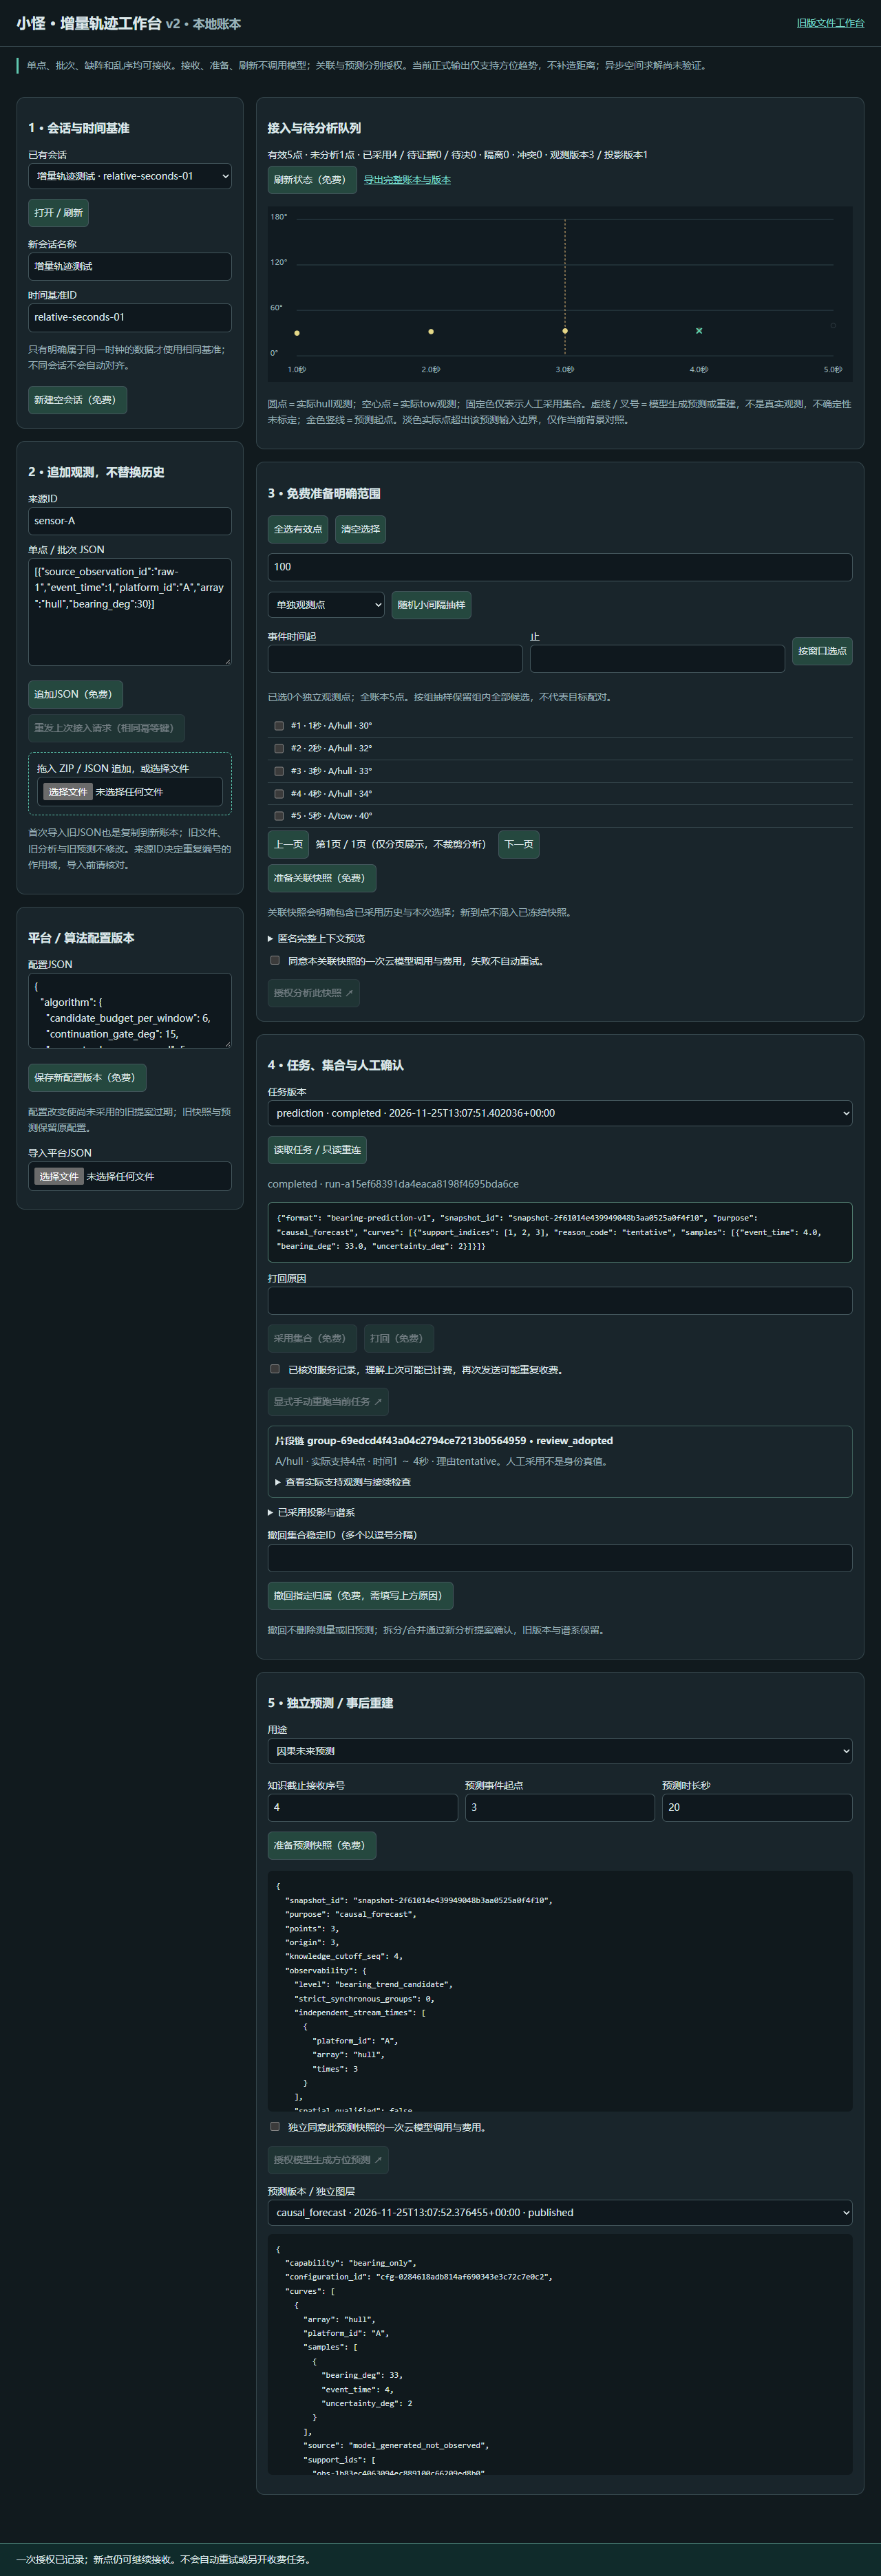 小怪 • 增量轨迹工作台 v2 • 本地账本
旧版文件工作台
单点、批次、缺阵和乱序均可接收。接收、准备、刷新不调用模型；关联与预测分别授权。当前正式输出仅支持方位趋势，不补造距离；异步空间求解尚未验证。
1 • 会话与时间基准
已有会话
增量轨迹测试 · relative-seconds-01
打开 / 刷新
新会话名称
增量轨迹测试
时间基准ID
relative-seconds-01
只有明确属于同一时钟的数据才使用相同基准；
不同会话不会自动对齐。
新建空会话（免费）
2 • 追加观测，不替换历史
来源ID
sensor-A
单点 / 批次 JSON
[{"source_observation_id":"raw-
1","event_time":1,"platform_id":"A","array
":"hull","bearing_deg":30}]
追加JSON（免费）
重发上次接入请求（相同幂等键）
拖入 ZIP / JSON 追加，或选择文件
选择文件 未选择任何文件
首次导入旧JSON也是复制到新账本；旧文件、
旧分析与旧预测不修改。来源ID决定重复编号的
作用域，导入前请核对。
平台 / 算法配置版本
配置JSON
{
"algorithm": {
"candidate_budget_per_window": 6,
"continuation_gate_deg": 15,
保存新配置版本（免费）
配置改变使尚未采用的旧提案过期；旧快照与预
测保留原配置。
导入平台JSON
选择文件 未选择任何文件
接入与待分析队列
有效5点 · 未分析1点 · 已采用4 / 待证据0 · 待决0 · 隔离0 · 冲突0 · 观测版本3 / 投影版本1
刷新状态（免费） 导出完整账本与版本
180°
120°
60°
0°
1.0秒 2.0秒 3.0秒 4.0秒 5.0秒
圆点＝实际hull观测；空心点＝实际tow观测；固定色仅表示人工采用集合。虚线 / 叉号＝模型生成预测或重建，不是真实观测，不确定性
未标定；金色竖线＝预测起点。淡色实际点超出该预测输入边界，仅作当前背景对照。
3 • 免费准备明确范围
全选有效点 清空选择
100
单独观测点 随机小间隔抽样
事件时间起 止
按窗口选点
已选0个独立观测点；全账本5点。按组抽样保留组内全部候选，不代表目标配对。
#1 · 1秒 · A/hull · 30°
#2 · 2秒 · A/hull · 32°
#3 · 3秒 · A/hull · 33°
#4 · 4秒 · A/hull · 34°
#5 · 5秒 · A/tow · 40°
上一页 第1页 / 1页（仅分页展示，不裁剪分析） 下一页
准备关联快照（免费）
关联快照会明确包含已采用历史与本次选择；新到点不混入已冻结快照。
▶ 匿名完整上下文预览
同意本关联快照的一次云模型调用与费用，失败不自动重试。
授权分析此快照 ↗
4 • 任务、集合与人工确认
任务版本
prediction · completed · 2026-11-25T13:07:51.402036+00:00
读取任务 / 只读重连
completed · run-a15ef68391da4eaca8198f4695bda6ce
{"format": "bearing-prediction-v1", "snapshot_id": "snapshot-2f61014e439949048b3aa0525a0f4f10", "purpose":
"causal_forecast", "curves": [{"support_indices": [1, 2, 3], "reason_code": "tentative", "samples": [{"event_time": 4.0,
"bearing_deg": 33.0, "uncertainty_deg": 2}]}]}
打回原因
采用集合（免费） 打回（免费）
已核对服务记录，理解上次可能已计费，再次发送可能重复收费。
显式手动重跑当前任务 ↗
片段链 group-69edcd4f43a04c2794ce7213b0564959 • review_adopted
A/hull · 实际支持4点 · 时间1 ～ 4秒 · 理由tentative。人工采用不是身份真值。
▶ 查看实际支持观测与接续检查
▶ 已采用投影与谱系
撤回集合稳定ID（多个以逗号分隔）
撤回指定归属（免费，需填写上方原因）
撤回不删除测量或旧预测；拆分/合并通过新分析提案确认，旧版本与谱系保留。
5 • 独立预测 / 事后重建
用途
因果未来预测
知识截止接收序号 预测事件起点 预测时长秒
4 3 20
准备预测快照（免费）
{
"snapshot_id": "snapshot-2f61014e439949048b3aa0525a0f4f10",
"purpose": "causal_forecast",
"points": 3,
"origin": 3,
"knowledge_cutoff_seq": 4,
"observability": {
"level": "bearing_trend_candidate",
"strict_synchronous_groups": 0,
"independent_stream_times": [
{
"platform_id": "A",
"array": "hull",
"times": 3
}
],
"spatial_qualified": false
独立同意此预测快照的一次云模型调用与费用。
授权模型生成方位预测 ↗
预测版本 / 独立图层
causal_forecast · 2026-11-25T13:07:52.376455+00:00 · published
{
"capability": "bearing_only",
"configuration_id": "cfg-0284618adb814af690343e3c72c7e0c2",
"curves": [
{
"array": "hull",
"platform_id": "A",
"samples": [
{
"bearing_deg": 33,
"event_time": 4,
"uncertainty_deg": 2
}
],
"source": "model_generated_not_observed",
"support_ids": [
一次授权已记录；新点仍可继续接收。不会自动重试或另开收费任务。